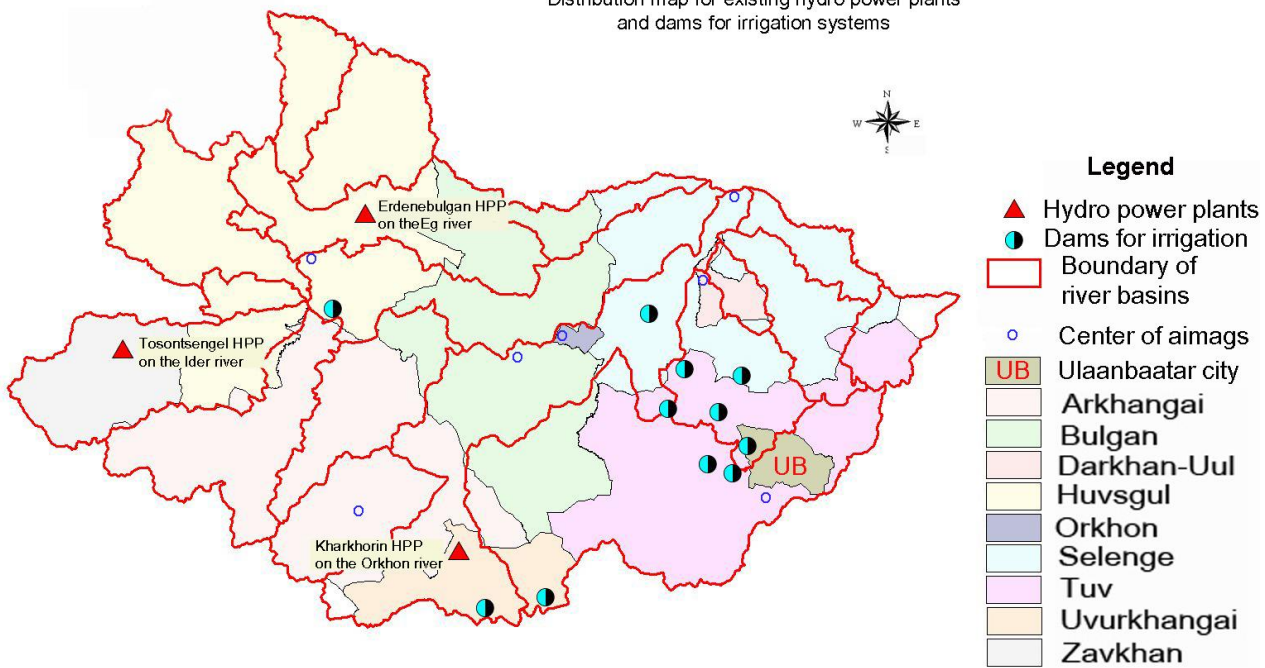 Distribution map for existing hydro power plants
and dams for irrigation systems
N
W
E
S
Erdenebulgan HPP
on theEg river
Tosontsengel HPP
on the Ider river
Kharkhorin HPP
on the Orkhon river
UB
Legend
Hydro power plants
Dams for irrigation
Boundary of
river basins
Center of aimags
UB Ulaanbaatar city
Arkhangai
Bulgan
Darkhan-Uul
Huvsgul
Orkhon
Selenge
Tuv
Uvurkhangai
Zavkhan